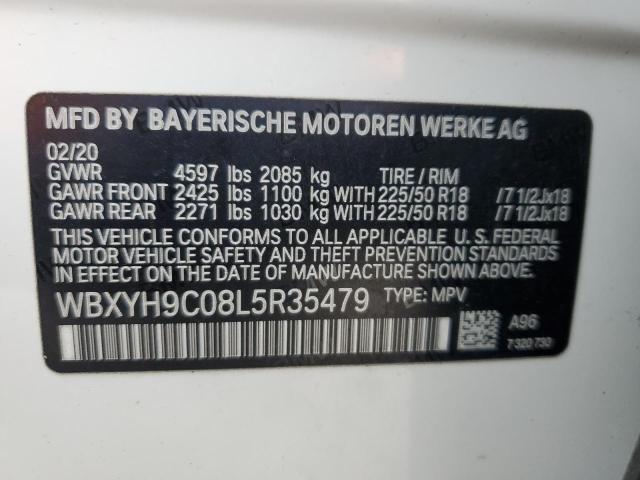 MFD BY BAYERISCHE MOTOREN WERKE AG
02/20
GVWR 4597 lbs 2085 kg TIRE / RIM
GAWR FRONT 2425 lbs 1100 kg WITH 225/50 R18 /7 1/2Jx18
GAWR REAR 2271 lbs 1030 kg WITH 225/50 R18 /7 1/2Jx18
THIS VEHICLE CONFORMS TO ALL APPLICABLE U. S. FEDERAL
MOTOR VEHICLE SAFETY AND THEFT PREVENTION STANDARDS
IN EFFECT ON THE DATE OF MANUFACTURE SHOWN ABOVE.
WBXYH9C08L5R35479 TYPE: MPV
A96
7 320 730